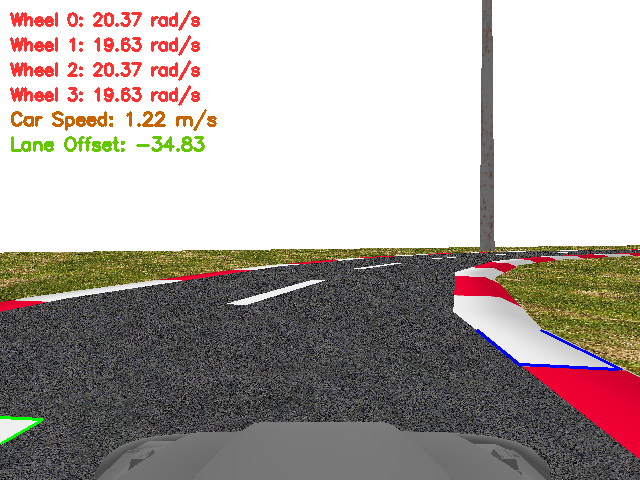 Wheel 0: 20.37 rad/s
Wheel 1: 19.63 rad/s
Wheel 2: 20.37 rad/s
Wheel 3: 19.63 rad/s
Car Speed: 1.22 m/s
Lane Offset: -34.83